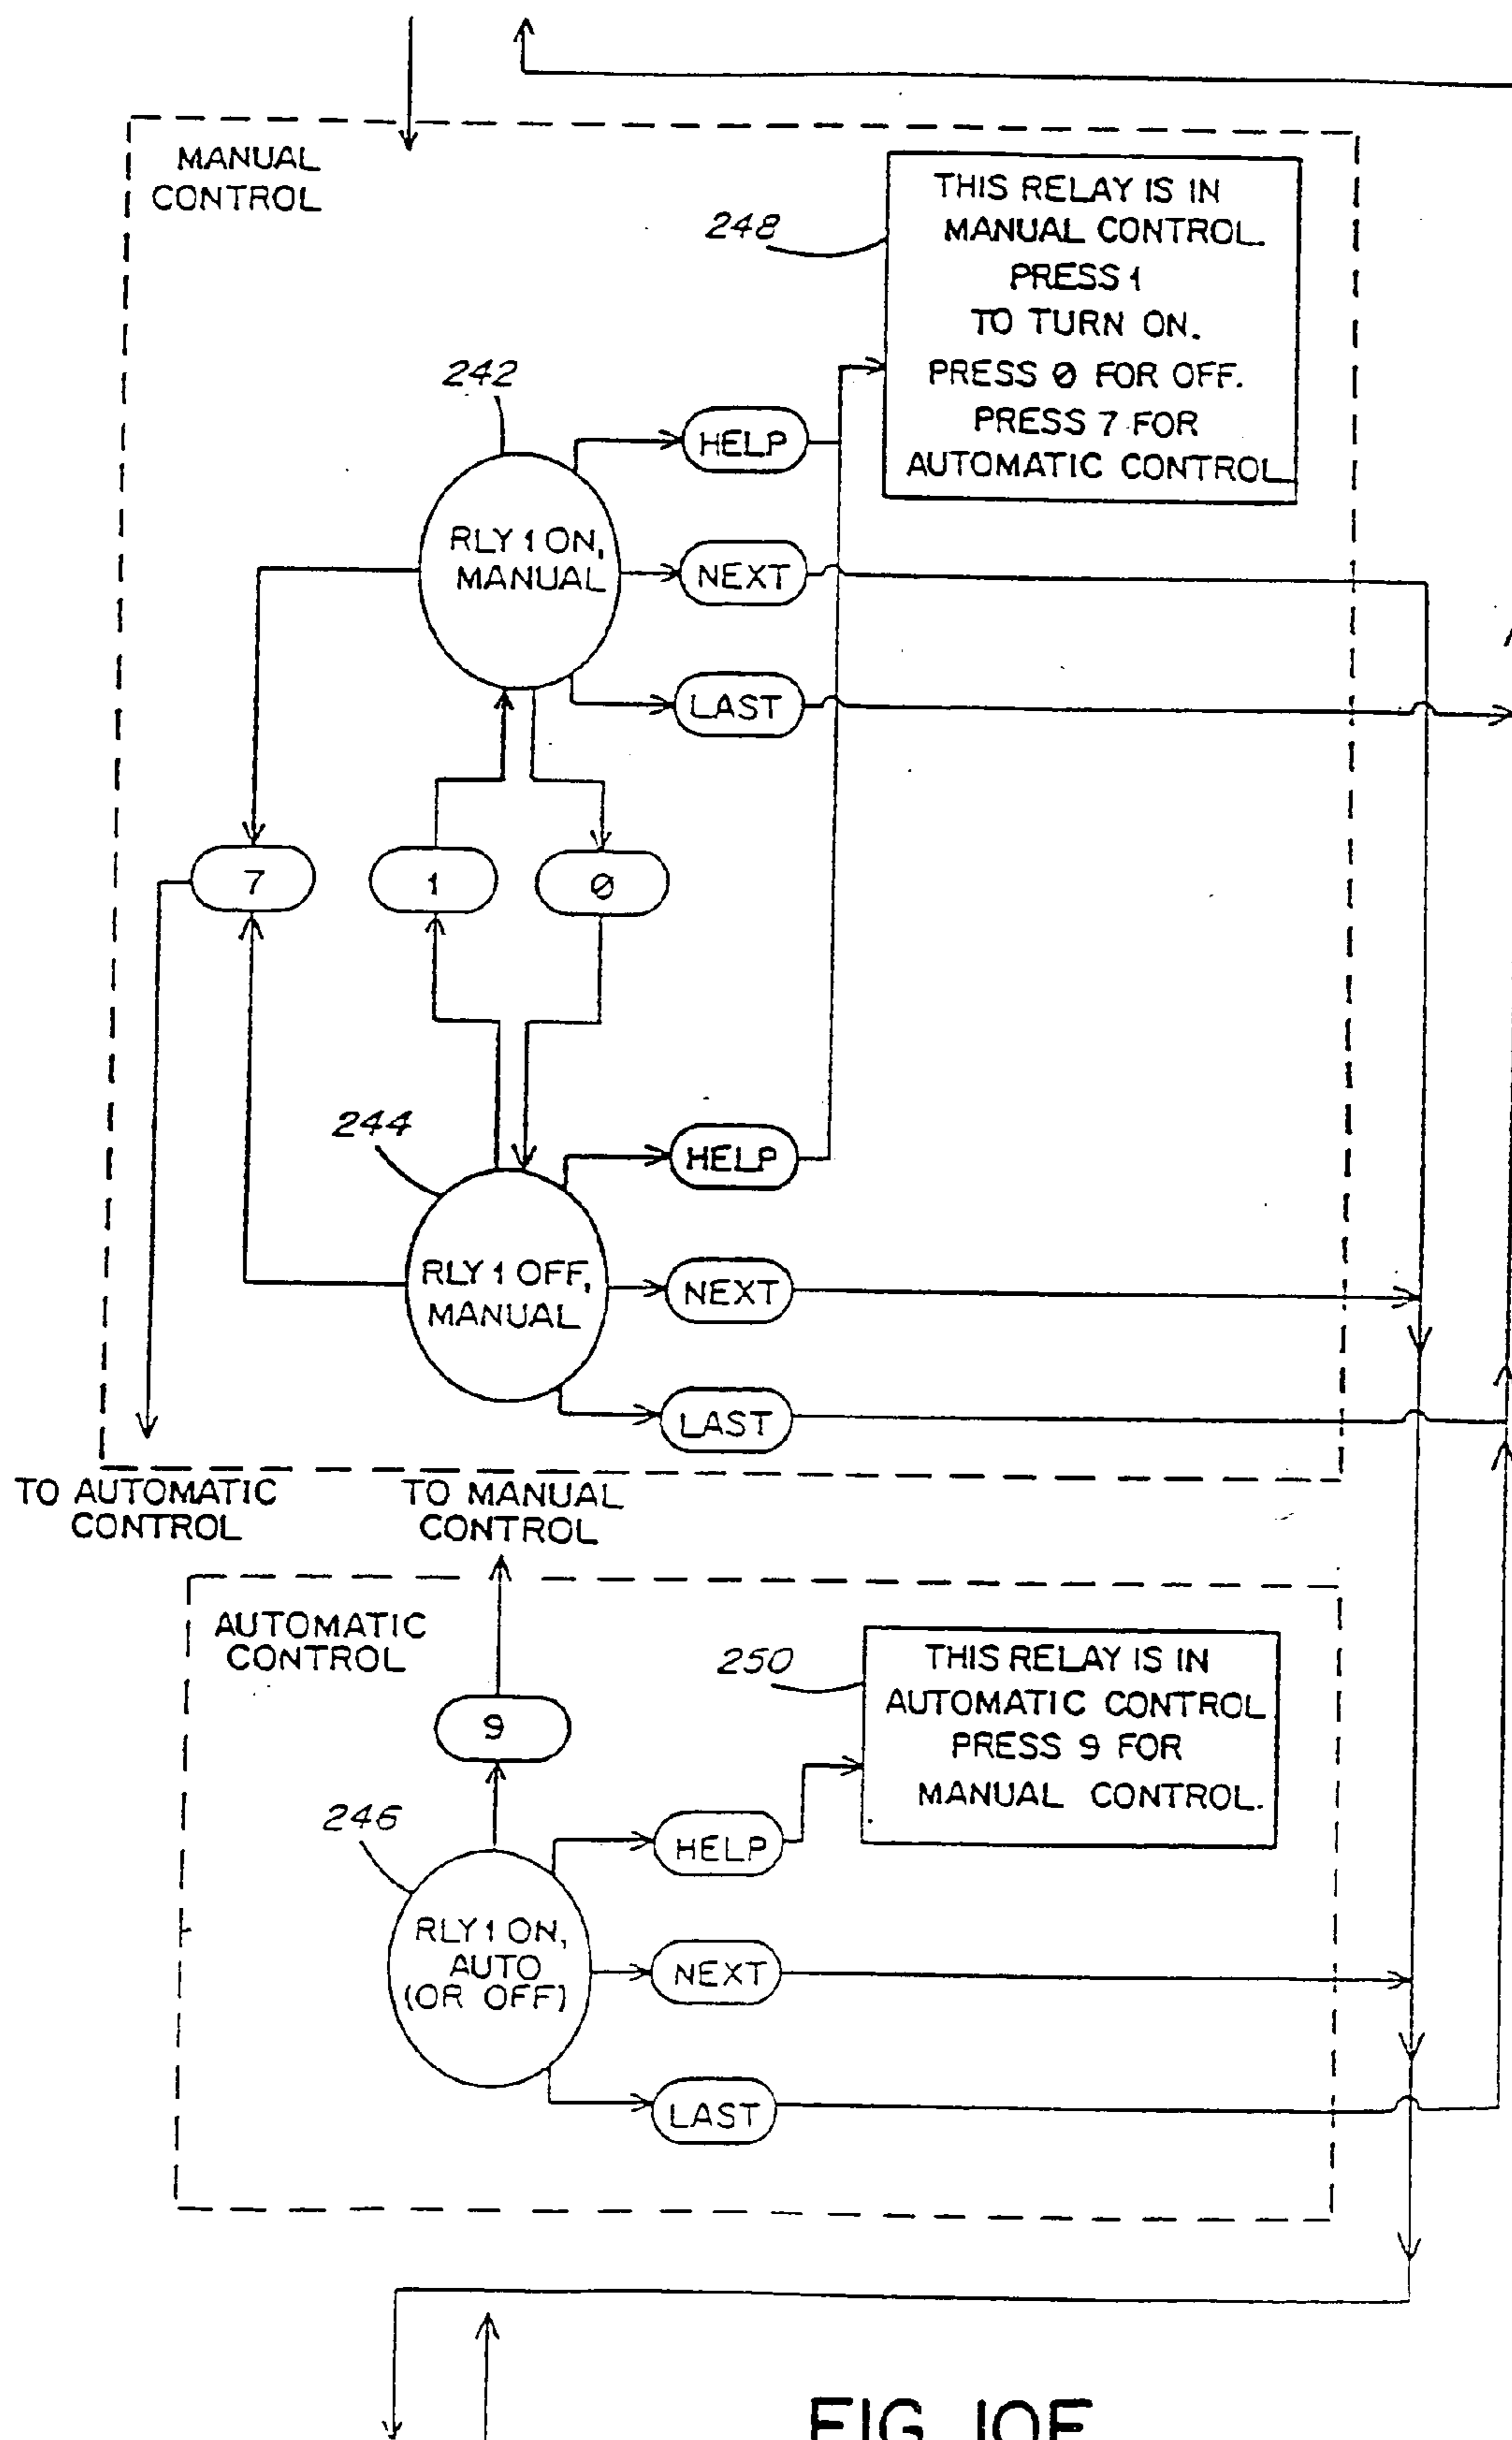 MANUAL
CONTROL
248
THIS RELAY IS IN
MANUAL CONTROL.
PRESS 1
TO TURN ON.
PRESS Ø FOR OFF.
PRESS 7 FOR
AUTOMATIC CONTROL
242
RLY 1 ON,
MANUAL
HELP
NEXT
LAST
7
1
Ø
244
RLY 1 OFF,
MANUAL
HELP
NEXT
LAST
TO AUTOMATIC
CONTROL
TO MANUAL
CONTROL
AUTOMATIC
CONTROL
250
THIS RELAY IS IN
AUTOMATIC CONTROL
PRESS 9 FOR
MANUAL CONTROL.
9
246
RLY 1 ON,
AUTO
(OR OFF)
HELP
NEXT
LAST
FIG.